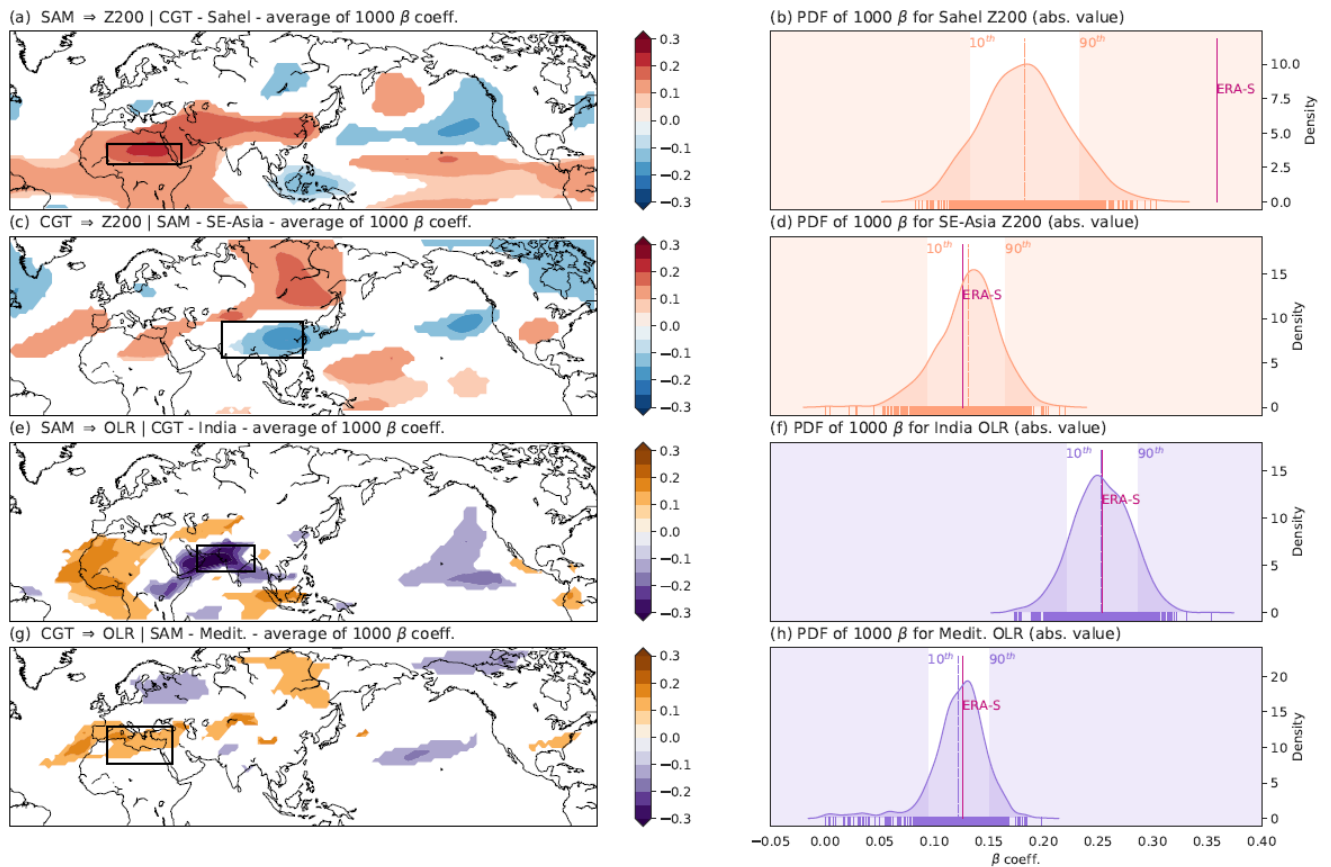 (a) SAM ⇒ Z200 | CGT - Sahel - average of 1000 β coeff.
0.3
0.2
0.1
0.0
−0.1
−0.2
−0.3
(b) PDF of 1000 β for Sahel Z200 (abs. value)
10th
90th
ERA-S
10.0
7.5
5.0
2.5
0.0
Density
(c) CGT ⇒ Z200 | SAM - SE-Asia - average of 1000 β coeff.
0.3
0.2
0.1
0.0
−0.1
−0.2
−0.3
(d) PDF of 1000 β for SE-Asia Z200 (abs. value)
10th
90th
ERA-S
15
10
5
0
Density
(e) SAM ⇒ OLR | CGT - India - average of 1000 β coeff.
0.3
0.2
0.1
0.0
−0.1
−0.2
−0.3
(f) PDF of 1000 β for India OLR (abs. value)
10th
90th
ERA-S
15
10
5
0
Density
(g) CGT ⇒ OLR | SAM - Medit. - average of 1000 β coeff.
0.3
0.2
0.1
0.0
−0.1
−0.2
−0.3
(h) PDF of 1000 β for Medit. OLR (abs. value)
10th
90th
ERA-S
20
15
10
5
0
Density
−0.05 0.00 0.05 0.10 0.15 0.20 0.25 0.30 0.35 0.40
β coeff.